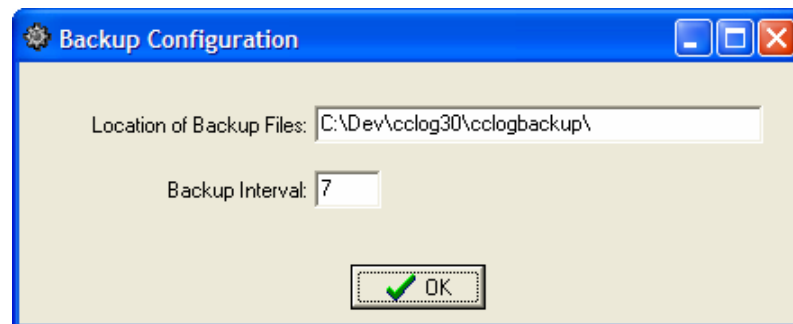 Backup Configuration
Location of Backup Files: C:\Dev\cclog30\cclogbackup\
Backup Interval: 7
OK